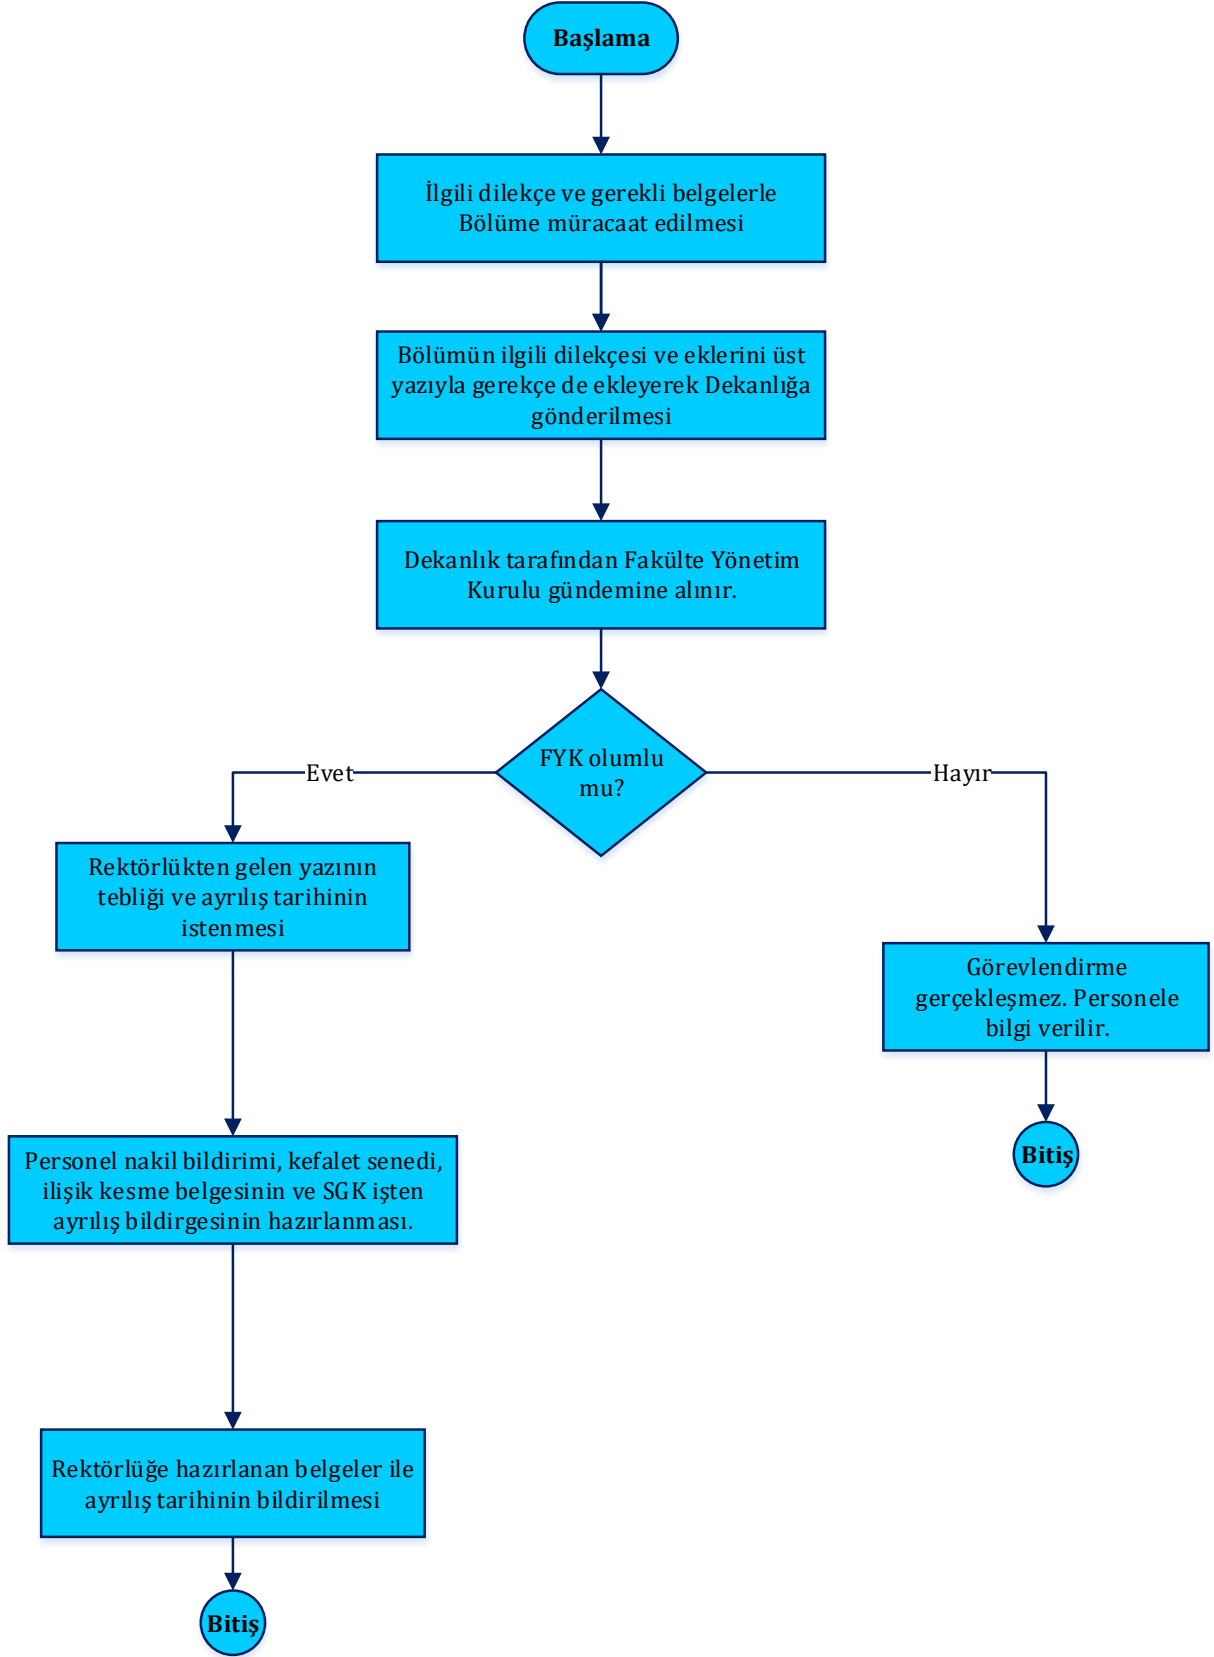 Başlama
İlgili dilekçe ve gerekli belgelerle
Bölüme müracaat edilmesi
Bölümün ilgili dilekçesi ve eklerini üst
yazıyla gerekçe de ekleyerek Dekanlığa
gönderilmesi
Dekanlık tarafından Fakülte Yönetim
Kurulu gündemine alınır.
FYK olumlu
mu?
Evet
Hayır
Rektörlükten gelen yazının
tebliği ve ayrılış tarihinin
istenmesi
Görevlendirme
gerçekleşmez. Personele
bilgi verilir.
Bitiş
Personel nakil bildirimi, kefalet senedi,
ilişik kesme belgesinin ve SGK işten
ayrılış bildirgesinin hazırlanması.
Rektörlüğe hazırlanan belgeler ile
ayrılış tarihinin bildirilmesi
Bitiş